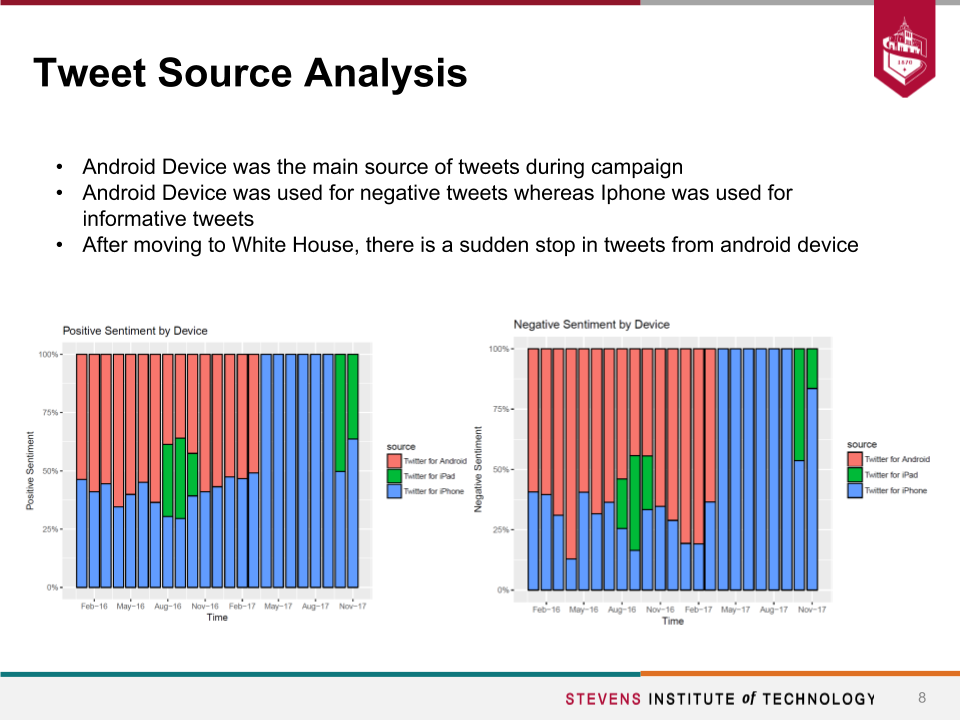 1870
Tweet Source Analysis
• Android Device was the main source of tweets during campaign
• Android Device was used for negative tweets whereas Iphone was used for
informative tweets
• After moving to White House, there is a sudden stop in tweets from android device
Positive Sentiment by Device
100%
75%
50%
25%
0%
Positive Sentiment
Feb-16 May-16 Aug-16 Nov-16 Feb-17 May-17 Aug-17 Nov-17
Time
source
Twitter for Android
Twitter for iPad
Twitter for iPhone
Negative Sentiment by Device
100%
75%
50%
25%
0%
Negative Sentiment
Feb-16 May-16 Aug-16 Nov-16 Feb-17 May-17 Aug-17 Nov-17
Time
source
Twitter for Android
Twitter for iPad
Twitter for iPhone
STEVENS INSTITUTE of TECHNOLOGY
8